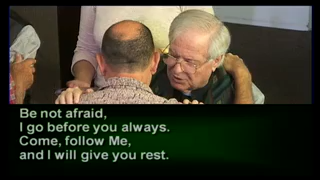 Be not afraid,
I go before you always.
Come, follow Me,
and I will give you rest.